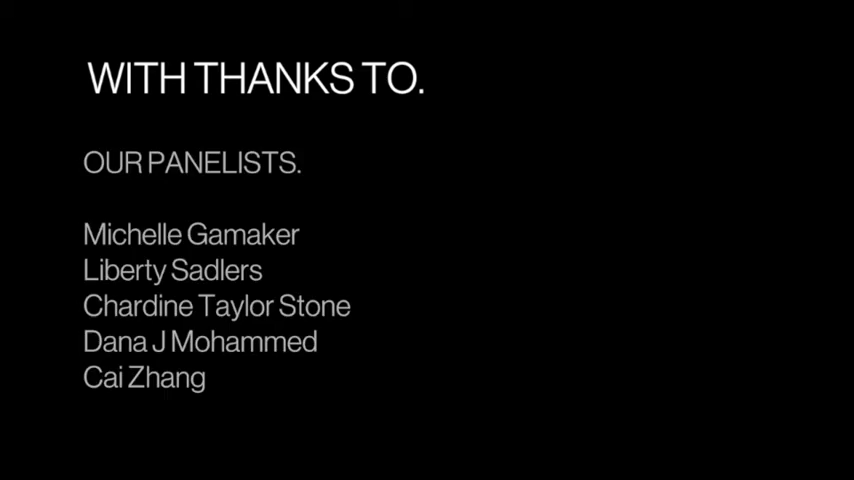 WITH THANKS TO.
OUR PANELISTS.
Michelle Gamaker
Liberty Sadlers
Chardine Taylor Stone
Dana J Mohammed
Cai Zhang